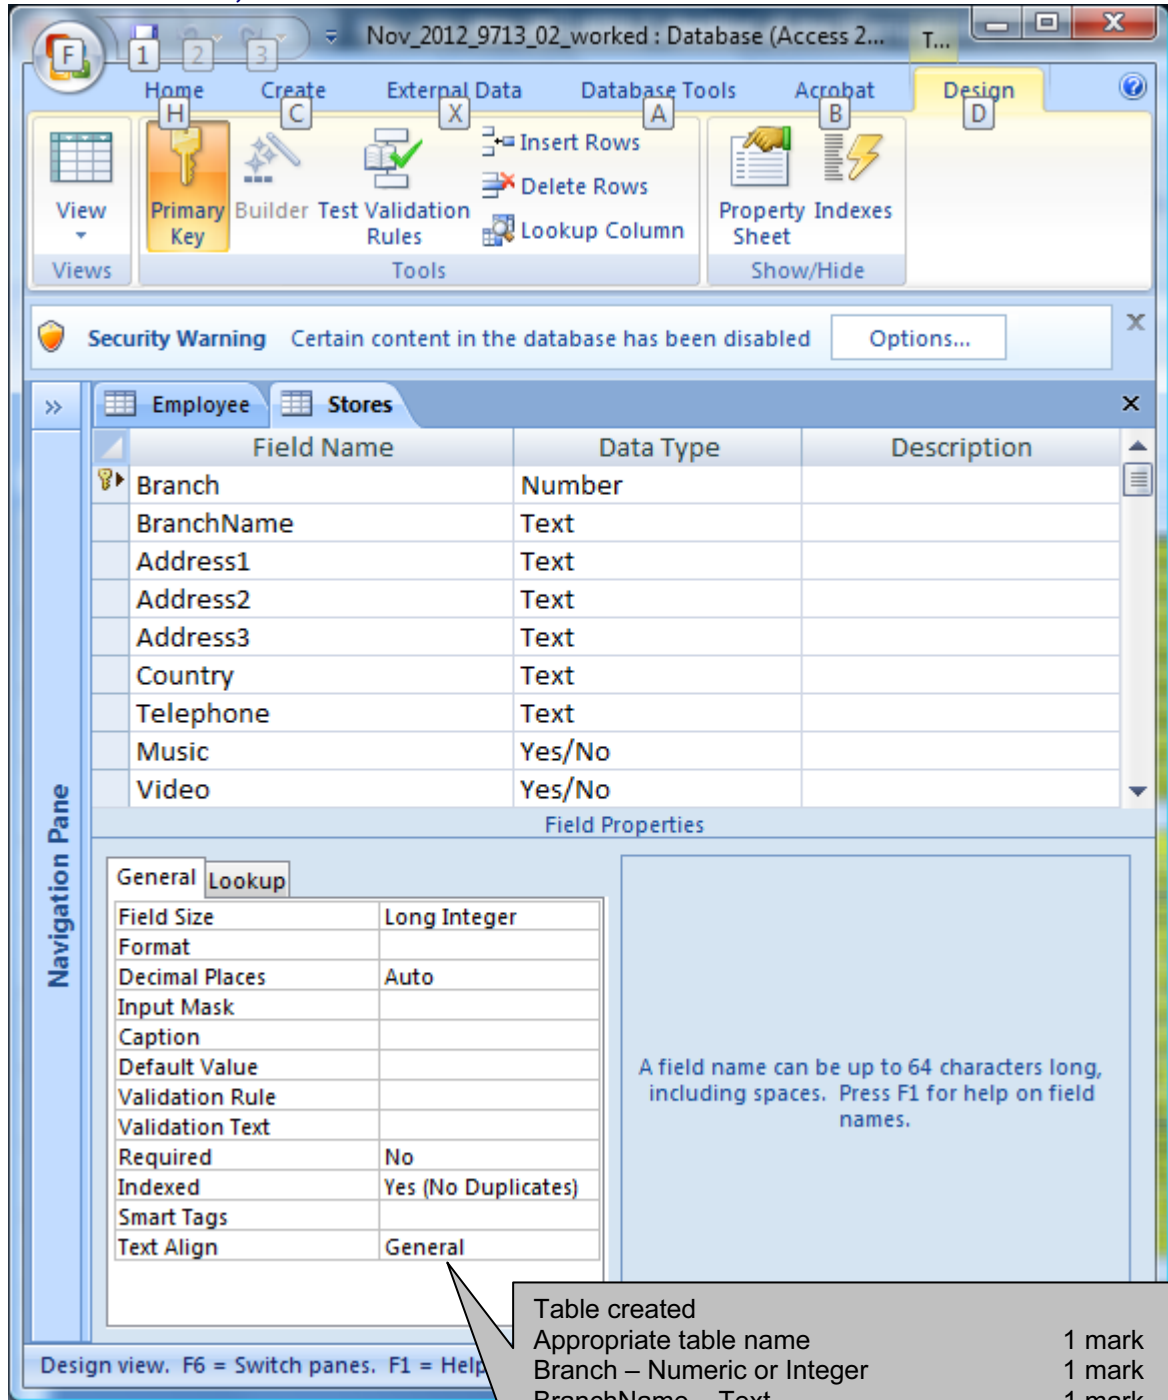 Nov_2012_9713_02_worked : Database (Access 2... T...
F 1 2 3
Home Create External Data Database Tools Acrobat Design
H C X A B D
View
Primary Key
Builder
Test Validation Rules
Insert Rows
Delete Rows
Lookup Column
Property Sheet
Indexes
Views Tools Show/Hide
Security Warning Certain content in the database has been disabled Options...
Employee Stores
Field Name Data Type Description
Branch Number
BranchName Text
Address1 Text
Address2 Text
Address3 Text
Country Text
Telephone Text
Music Yes/No
Video Yes/No
Navigation Pane
Field Properties
General Lookup
Field Size Long Integer
Format
Decimal Places Auto
Input Mask
Caption
Default Value
Validation Rule
Validation Text
Required No
Indexed Yes (No Duplicates)
Smart Tags
Text Align General
A field name can be up to 64 characters long,
including spaces. Press F1 for help on field
names.
Design view. F6 = Switch panes. F1 = Help
Table created
Appropriate table name 1 mark
Branch – Numeric or Integer 1 mark
BranchName – Text 1 mark